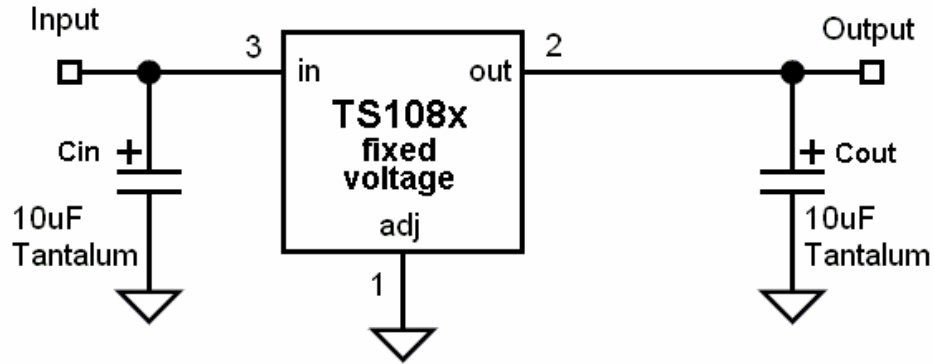 Input
Output
3
2
in
out
TS108x
fixed
voltage
adj
1
Cin +
10uF
Tantalum
+ Cout
10uF
Tantalum